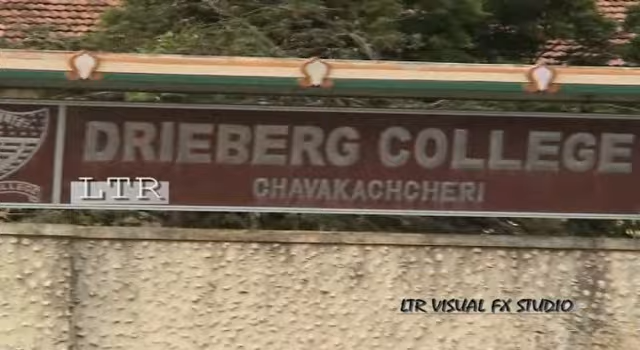 DRIEBERG COLLEGE
CHAVAKACHCHERI
LTR
LTR VISUAL FX STUDIO